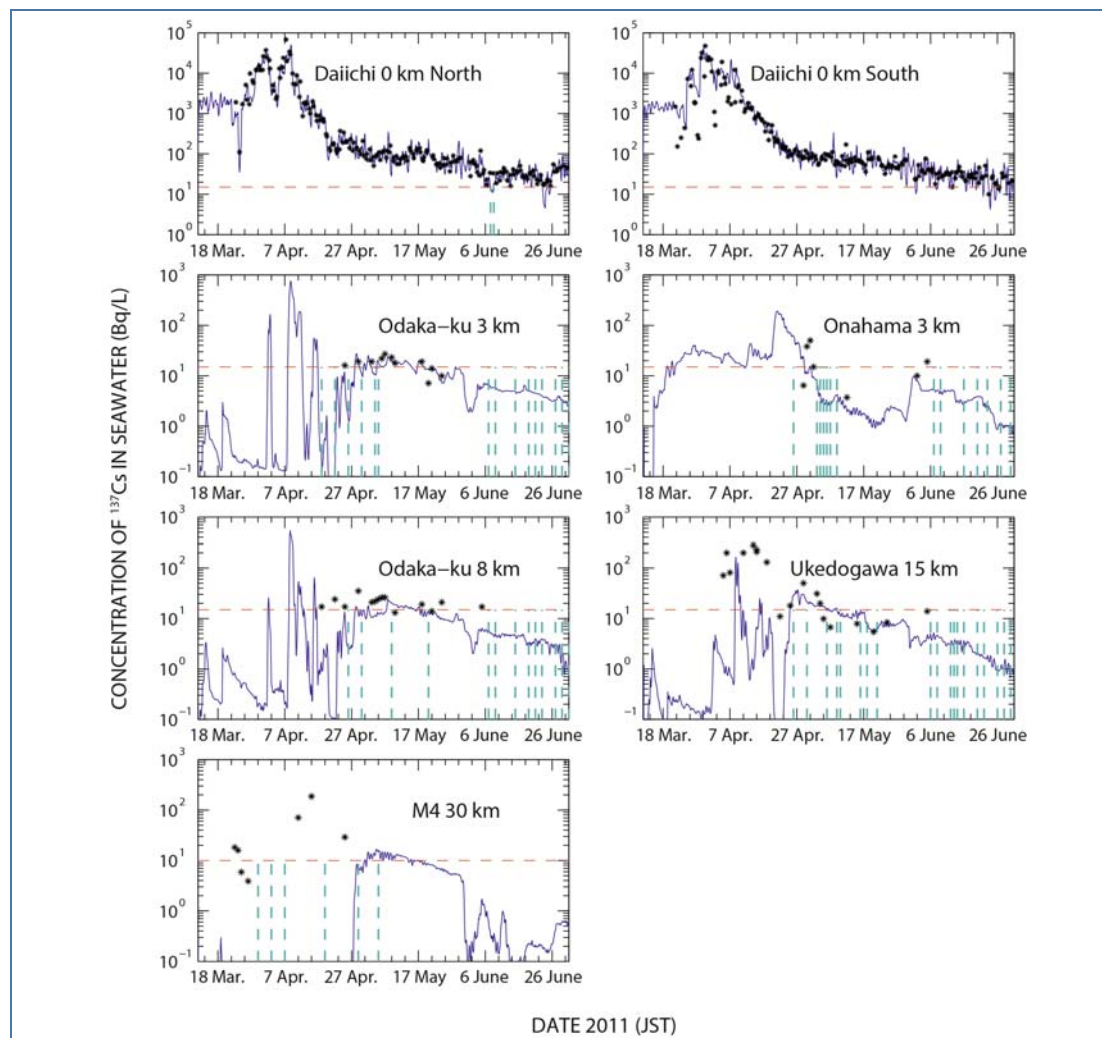 CONCENTRATION OF ¹³⁷Cs IN SEAWATER (Bq/L)
Daiichi 0 km North
10⁵
10⁴
10³
10²
10¹
10⁰
18 Mar. 7 Apr. 27 Apr. 17 May 6 June 26 June
Daiichi 0 km South
10⁵
10⁴
10³
10²
10¹
10⁰
18 Mar. 7 Apr. 27 Apr. 17 May 6 June 26 June
Odaka-ku 3 km
10³
10²
10¹
10⁰
10⁻¹
18 Mar. 7 Apr. 27 Apr. 17 May 6 June 26 June
Onahama 3 km
10³
10²
10¹
10⁰
10⁻¹
18 Mar. 7 Apr. 27 Apr. 17 May 6 June 26 June
Odaka-ku 8 km
10³
10²
10¹
10⁰
10⁻¹
18 Mar. 7 Apr. 27 Apr. 17 May 6 June 26 June
Ukedogawa 15 km
10³
10²
10¹
10⁰
10⁻¹
18 Mar. 7 Apr. 27 Apr. 17 May 6 June 26 June
M4 30 km
10³
10²
10¹
10⁰
10⁻¹
18 Mar. 7 Apr. 27 Apr. 17 May 6 June 26 June
DATE 2011 (JST)